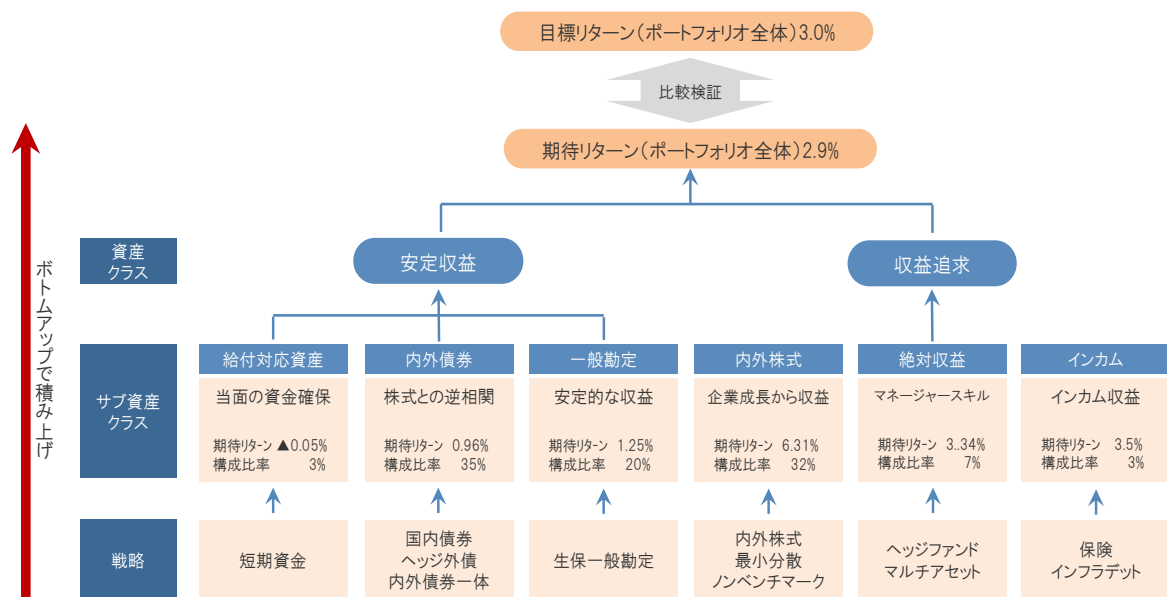 目標リターン(ポートフォリオ全体)3.0%
比較検証
期待リターン(ポートフォリオ全体)2.9%
ボトムアップで積み上げ
資産
クラス
安定収益
収益追求
サブ資産
クラス
給付対応資産
当面の資金確保
期待リターン ▲0.05%
構成比率 3%
内外債券
株式との逆相関
期待リターン 0.96%
構成比率 35%
一般勘定
安定的な収益
期待リターン 1.25%
構成比率 20%
内外株式
企業成長から収益
期待リターン 6.31%
構成比率 32%
絶対収益
マネージャースキル
期待リターン 3..34%
構成比率 7%
インカム
インカム収益
期待リターン 3.5%
構成比率 3%
戦略
短期資金
国内債券
ヘッジ外債
内外債券一体
生保一般勘定
内外株式
最小分散
ノンベンチマーク
ヘッジファンド
マルチアセット
保険
インフラデット